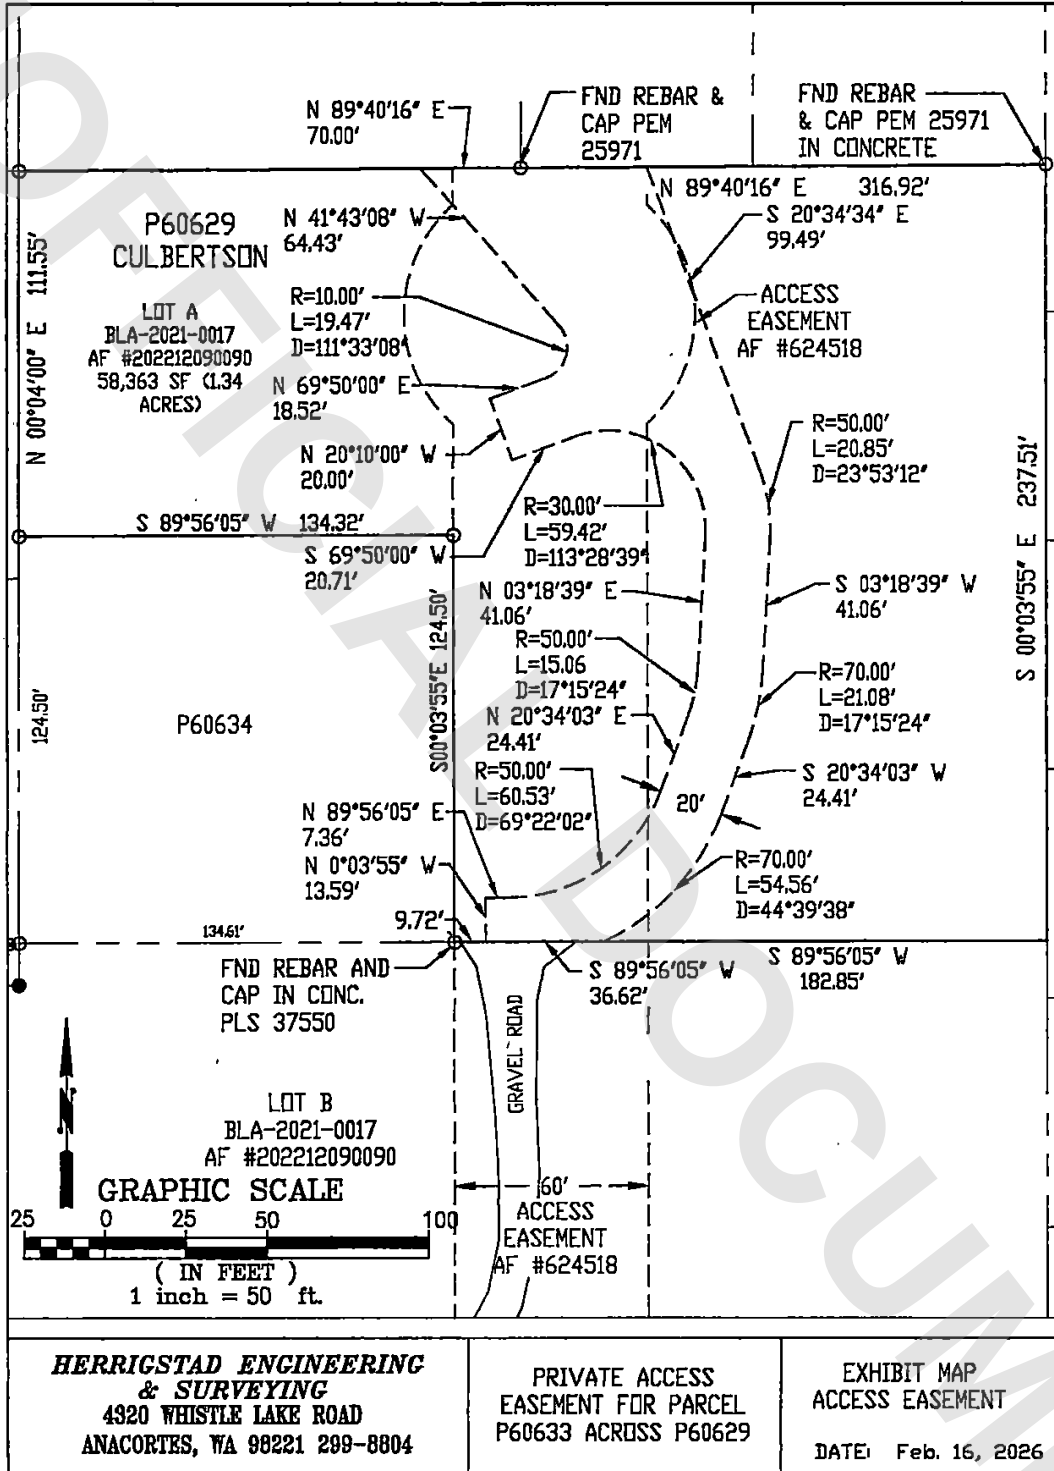 N 89°40'16" E
70.00'
FND REBAR &
CAP PEM
25971
FND REBAR
& CAP PEM 25971
IN CONCRETE
N 89°40'16" E 316.92'
S 20°34'34" E
99.49'
P60629
CULBERTSON
N 41°43'08" W
64.43'
N 00°04'00" E 111.55'
LOT A
BLA-2021-0017
AF #202212090090
58,363 SF (1.34
ACRES)
R=10.00'
L=19.47'
D=111°33'08"
ACCESS
EASEMENT
AF #624518
N 69°50'00" E
18.52'
N 20°10'00" W
20.00'
R=50.00'
L=20.85'
D=23°53'12"
S 00°03'55" E 237.51'
S 89°56'05" W 134.32'
R=30.00'
L=59.42'
D=113°28'39"
S 69°50'00" W
20.71'
N 03°18'39" E
41.06'
S 03°18'39" W
41.06'
S00°03'55"E 124.50'
R=50.00'
L=15.06
D=17°15'24"
R=70.00'
L=21.08'
D=17°15'24"
124.50'
P60634
N 20°34'03" E
24.41'
S 20°34'03" W
24.41'
R=50.00'
L=60.53'
D=69°22'02"
20'
N 89°56'05" E
7.36'
N 0°03'55" W
13.59'
R=70.00'
L=54.56'
D=44°39'38"
9.72'
134.61'
FND REBAR AND
CAP IN CONC.
PLS 37550
S 89°56'05" W
36.62'
S 89°56'05" W
182.85'
GRAVEL ROAD
N
LOT B
BLA-2021-0017
AF #202212090090
60'
ACCESS
EASEMENT
AF #624518
GRAPHIC SCALE
25 0 25 50 100
( IN FEET )
1 inch = 50 ft.
HERRIGSTAD ENGINEERING
& SURVEYING
4320 WHISTLE LAKE ROAD
ANACORTES, WA 98221 299-8804
PRIVATE ACCESS
EASEMENT FOR PARCEL
P60633 ACROSS P60629
EXHIBIT MAP
ACCESS EASEMENT
DATE: Feb. 16, 2026
OFFICIAL DOCUM